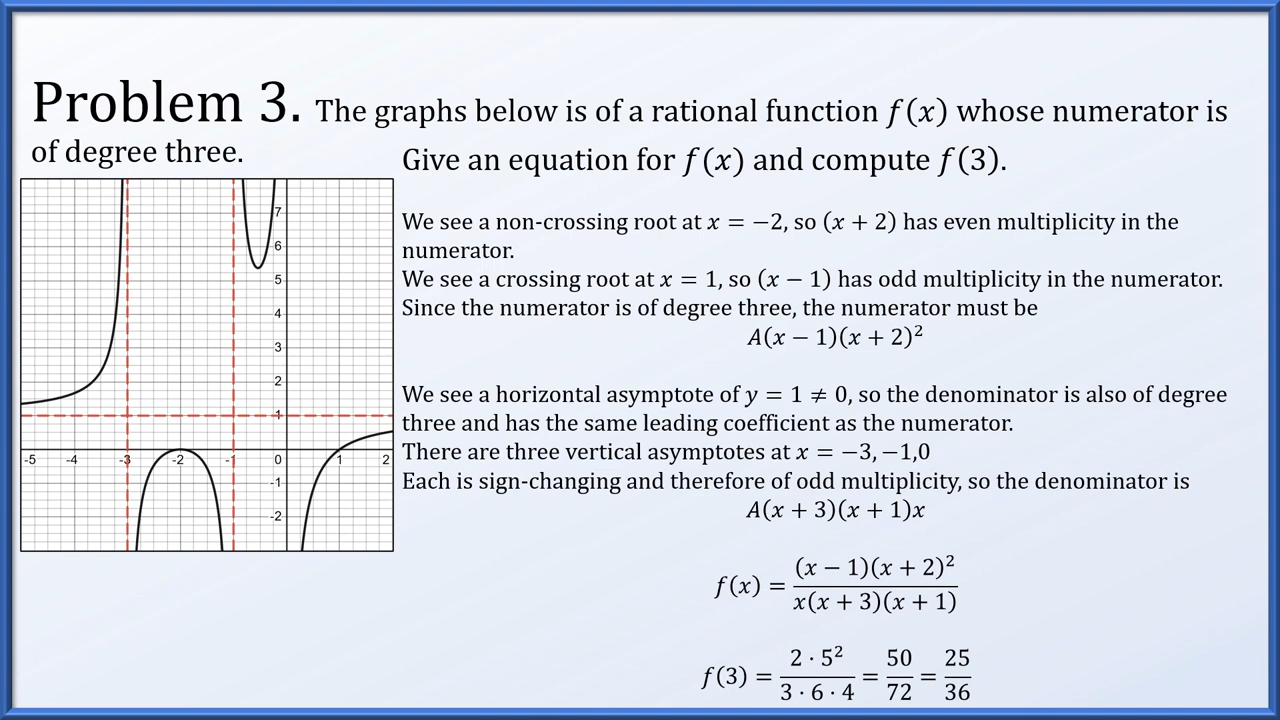 Problem 3. The graphs below is of a rational function f(x) whose numerator is
of degree three.
Give an equation for f(x) and compute f(3).
7
6
5
4
3
2
1
-5 -4 -3 -2 -1 0 1 2
-1
-2
We see a non-crossing root at x = −2, so (x + 2) has even multiplicity in the
numerator.
We see a crossing root at x = 1, so (x − 1) has odd multiplicity in the numerator.
Since the numerator is of degree three, the numerator must be
A(x − 1)(x + 2)²
We see a horizontal asymptote of y = 1 ≠ 0, so the denominator is also of degree
three and has the same leading coefficient as the numerator.
There are three vertical asymptotes at x = −3, −1,0
Each is sign-changing and therefore of odd multiplicity, so the denominator is
A(x + 3)(x + 1)x
f(x) = (x − 1)(x + 2)² / x(x + 3)(x + 1)
f(3) = 2 · 5² / 3 · 6 · 4 = 50 / 72 = 25 / 36